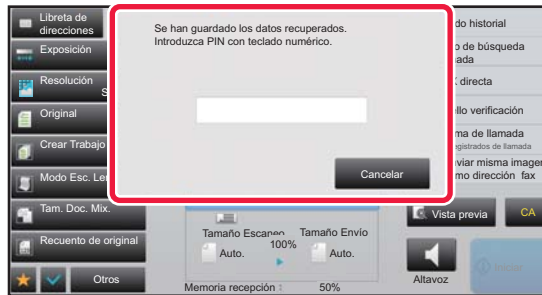 Libreta de
direcciones
Exposición
Resolución
S
Original
Crear Trabajo
Modo Esc. Le
Tam. Doc. Mix.
Recuento de original
Otros
Se han guardado los datos recuperados.
Introduzca PIN con teclado numérico.
Cancelar
do historial
o de búsqueda
ada
directa
llo verificación
ma de llamada
egistrados de llamada
viar misma imagen
mo dirección fax
Tamaño Escaneo
Tamaño Envío
100%
Auto.
Auto.
Memoria recepción :
50%
Vista previa
CA
Altavoz
Iniciar